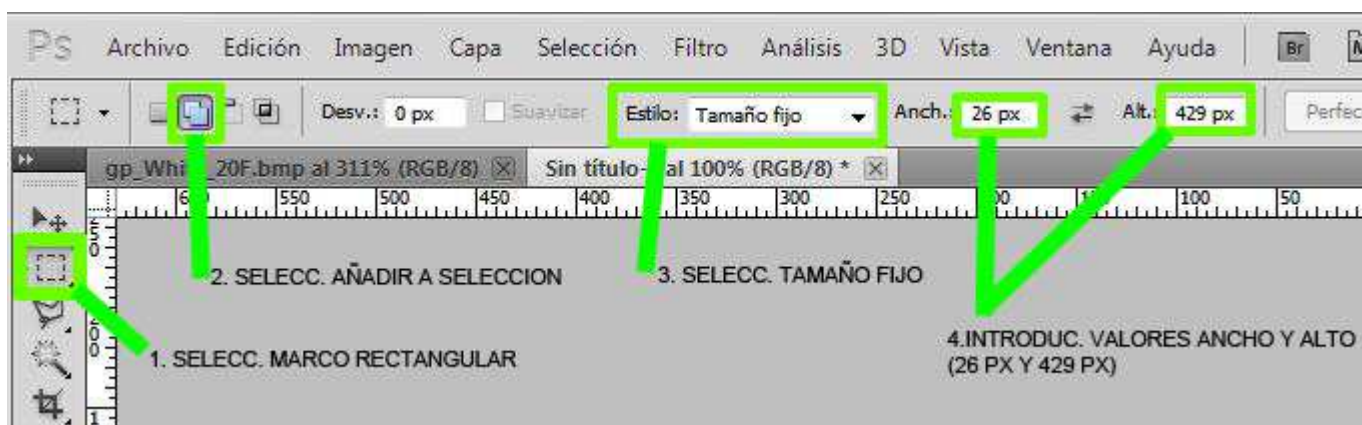 Ps Archivo Edición Imagen Capa Selección Filtro Análisis 3D Vista Ventana Ayuda Br
Desv.: 0 px Suavizar Estilo: Tamaño fijo Anch.: 26 px Alt.: 429 px Perfec
20F.bmp al 311% (RGB/8) Sin título- al 100% (RGB/8) *
550 500 450 400 350 300 250 100 50
2. SELECC. AÑADIR A SELECCION 3. SELECC. TAMAÑO FIJO
1. SELECC. MARCO RECTANGULAR
4.INTRODUC. VALORES ANCHO Y ALTO
(26 PX Y 429 PX)